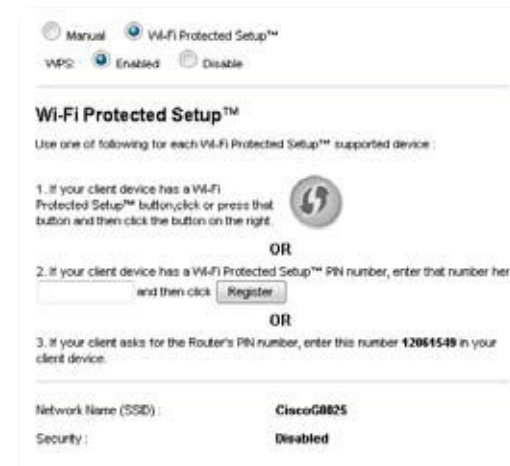 Manual Wi-Fi Protected Setup™
WPS: Enabled Disable
Wi-Fi Protected Setup™
Use one of following for each Wi-Fi Protected Setup™ supported device :
1. If your client device has a Wi-Fi
Protected Setup™ button,click or press that
button and then click the button on the right.
OR
2. If your client device has a Wi-Fi Protected Setup™ PIN number, enter that number her
and then click Register
OR
3. If your client asks for the Router's PIN number, enter this number 12061549 in your
client device.
Network Name (SSID) : CiscoG0025
Security : Disabled